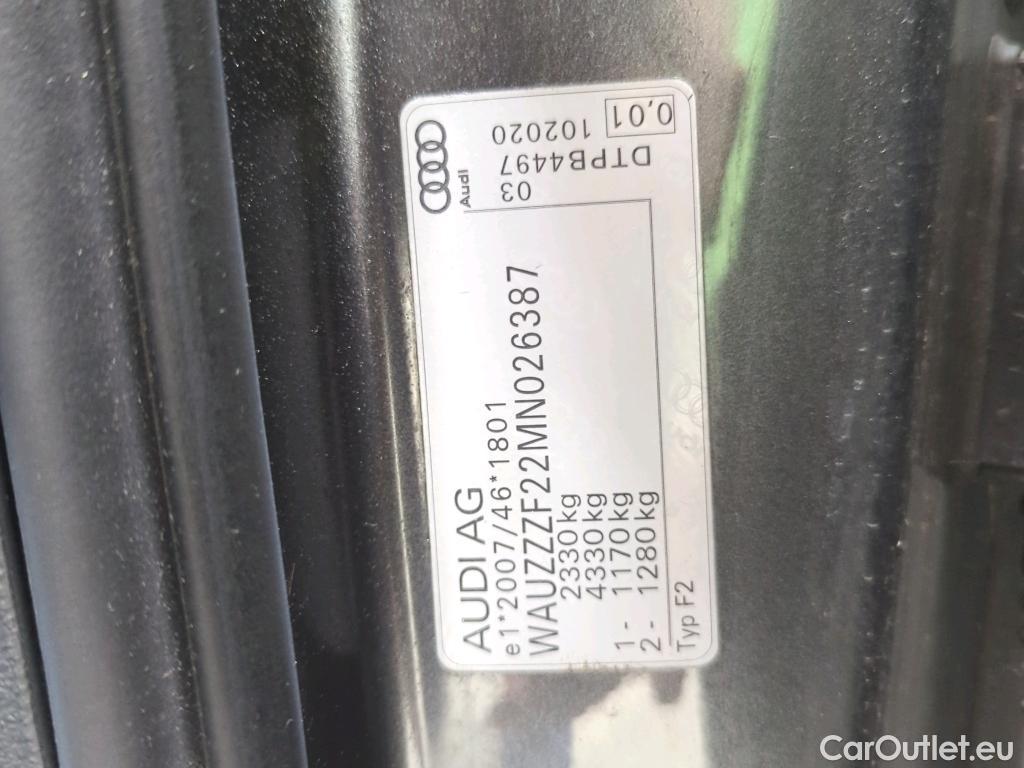 AUDI AG
e1*2007/46*1801
WAUZZZF22MN026387
2330kg
4330kg
1 - 1170kg
2 - 1280kg
Typ F2
Audi
03 102020
DTPB4497
0,01
CarOutlet.eu